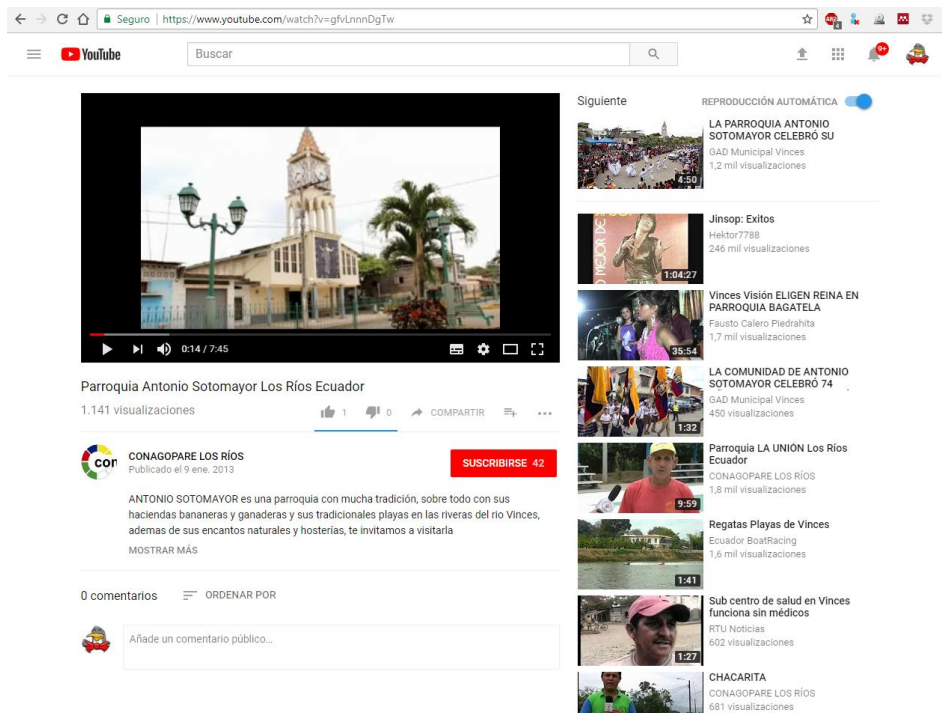 Seguro | https://www.youtube.com/watch?v=gfvLnnnDgTw
ABP
4
YouTube
Buscar
9+
0:14 / 7:45
Parroquia Antonio Sotomayor Los Ríos Ecuador
1.141 visualizaciones
1
0
COMPARTIR
con
CONAGOPARE LOS RÍOS
Publicado el 9 ene. 2013
SUSCRIBIRSE 42
ANTONIO SOTOMAYOR es una parroquia con mucha tradición, sobre todo con sus
haciendas bananeras y ganaderas y sus tradicionales playas en las riveras del rio Vinces,
ademas de sus encantos naturales y hosterías, te invitamos a visitarla
MOSTRAR MÁS
0 comentarios
ORDENAR POR
Añade un comentario público...
Siguiente
REPRODUCCIÓN AUTOMÁTICA
LA PARROQUIA ANTONIO
SOTOMAYOR CELEBRÓ SU
GAD Municipal Vinces
1,2 mil visualizaciones
4:50
MEJOR DE
Jinsop: Exitos
Hektor7788
246 mil visualizaciones
1:04:27
Vinces Visión ELIGEN REINA EN
PARROQUIA BAGATELA
Fausto Calero Piedrahita
1,7 mil visualizaciones
35:54
LA COMUNIDAD DE ANTONIO
SOTOMAYOR CELEBRÓ 74
GAD Municipal Vinces
450 visualizaciones
1:32
Parroquia LA UNIÓN Los Ríos
Ecuador
CONAGOPARE LOS RÍOS
1,8 mil visualizaciones
9:59
Regatas Playas de Vinces
Ecuador BoatRacing
1,6 mil visualizaciones
1:41
Sub centro de salud en Vinces
funciona sin médicos
RTU Noticias
602 visualizaciones
1:27
CHACARITA
CONAGOPARE LOS RÍOS
681 visualizaciones